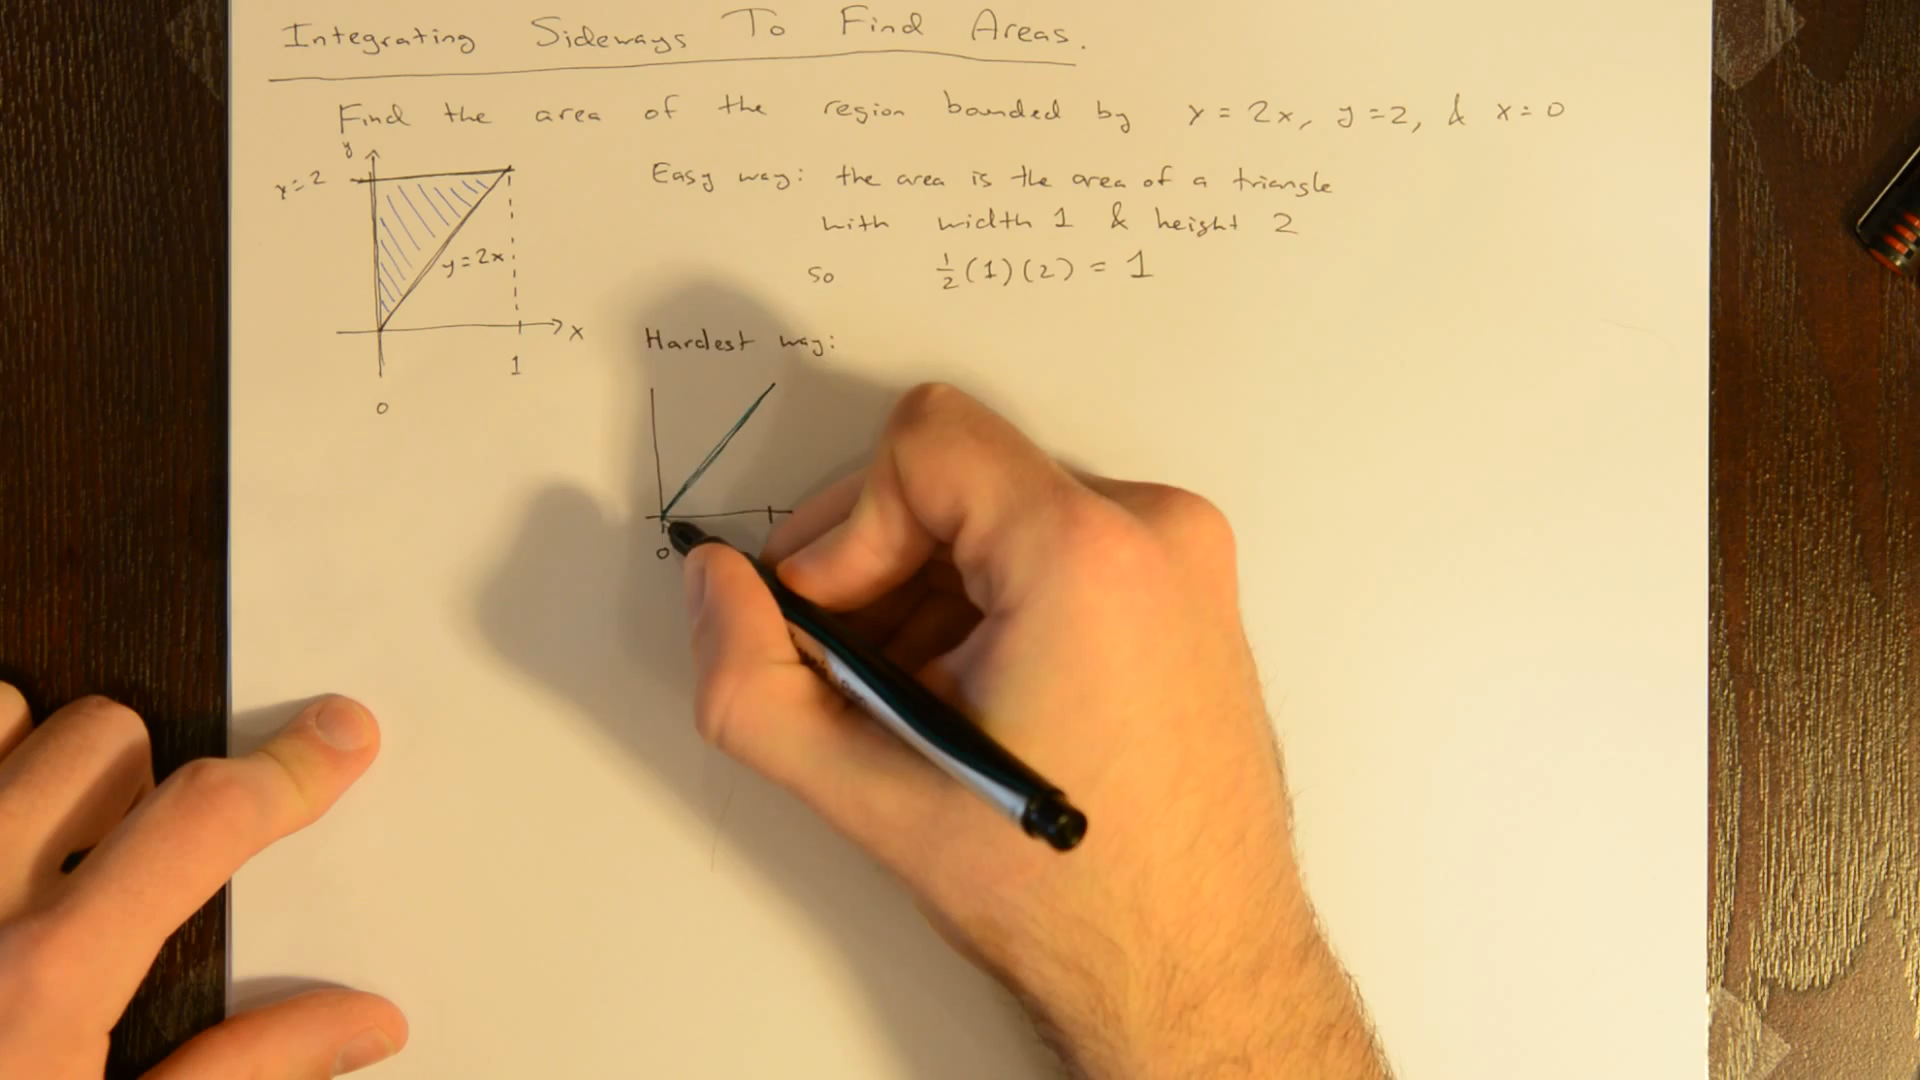 Integrating Sideways To Find Areas.
Find the area of the region bounded by y = 2x, y = 2, & x = 0
y
y = 2
Easy way: the area is the area of a triangle
with width 1 & height 2
y = 2x
so 1/2 (1)(2) = 1
x
Hardest way:
1
0
0